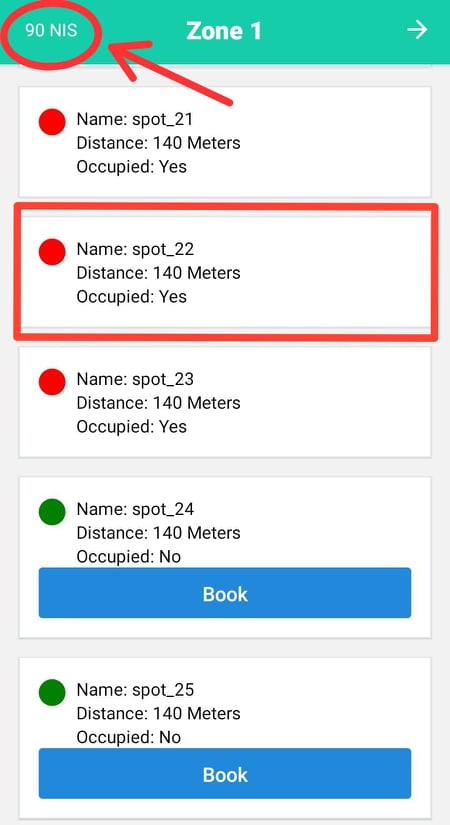 90 NIS
Zone 1
Name: spot_21
Distance: 140 Meters
Occupied: Yes
Name: spot_22
Distance: 140 Meters
Occupied: Yes
Name: spot_23
Distance: 140 Meters
Occupied: Yes
Name: spot_24
Distance: 140 Meters
Occupied: No
Book
Name: spot_25
Distance: 140 Meters
Occupied: No
Book